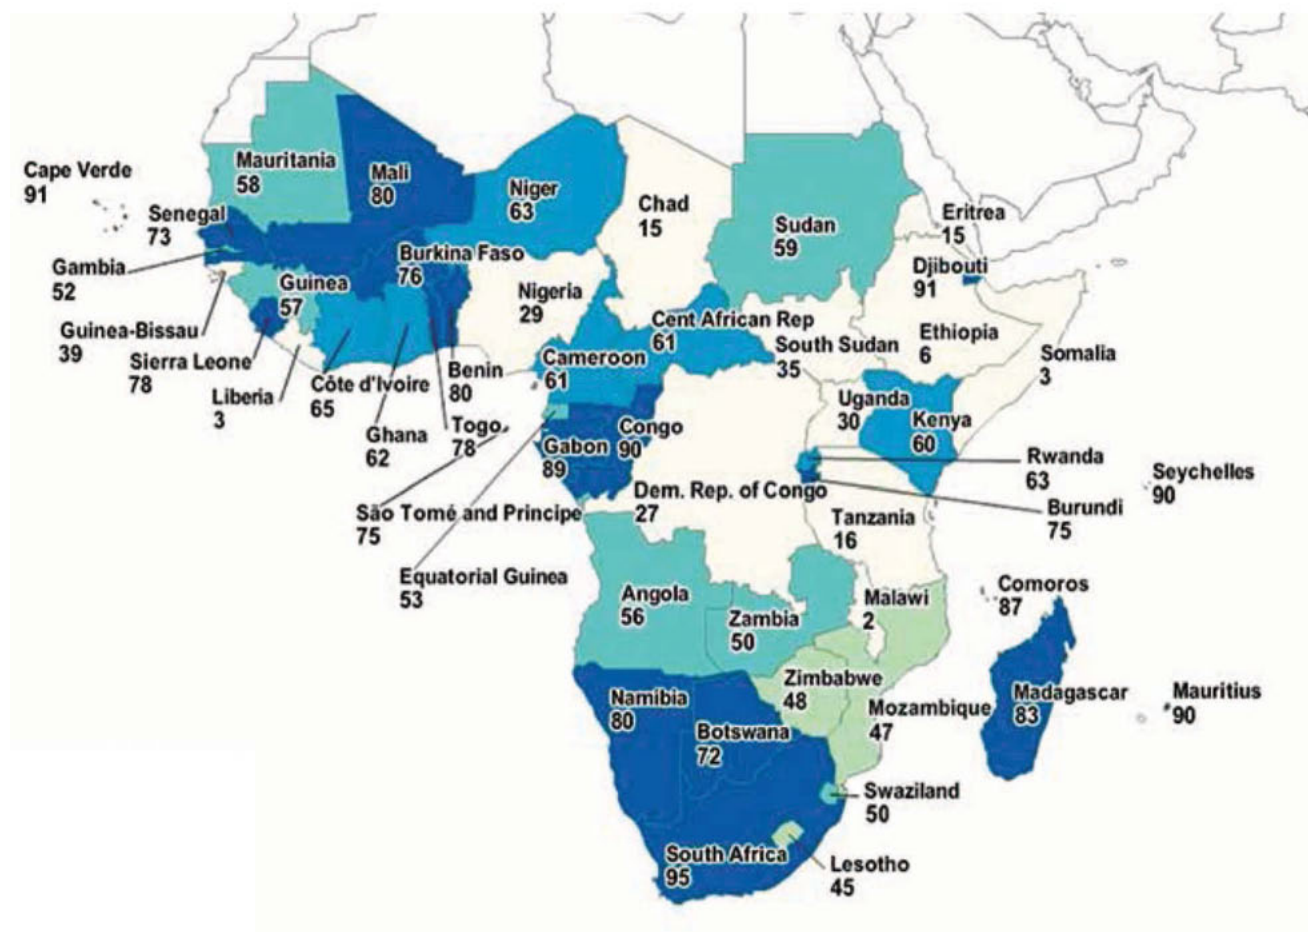 Cape Verde
91
Mauritania
58
Mali
80
Niger
63
Chad
15
Sudan
59
Eritrea
15
Senegal
73
Gambia
52
Guinea
57
Burkina Faso
76
Nigeria
29
Djibouti
91
Ethiopia
6
Guinea-Bissau
39
Sierra Leone
78
Liberia
3
Côte d'Ivoire
65
Ghana
62
Benin
80
Togo
78
Cameroon
61
Cent African Rep
61
South Sudan
35
Somalia
3
Uganda
30
Kenya
60
Gabon
89
Congo
90
Rwanda
63
Seychelles
90
Dem. Rep. of Congo
27
Burundi
75
São Tomé and Principe
75
Tanzania
16
Equatorial Guinea
53
Angola
56
Zambia
50
Malawi
2
Comoros
87
Zimbabwe
48
Mozambique
47
Madagascar
83
Mauritius
90
Namibia
80
Botswana
72
Swaziland
50
South Africa
95
Lesotho
45